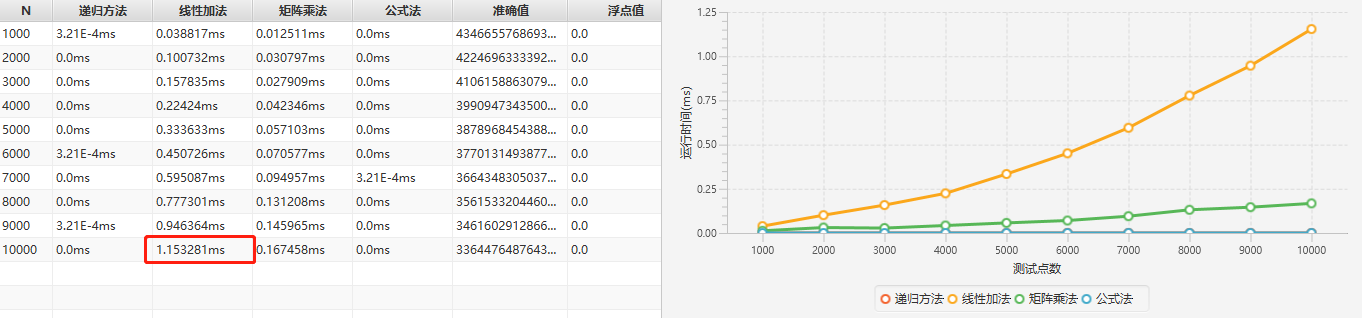 N 递归方法 线性加法 矩阵乘法 公式法 准确值 浮点值
1000 3.21E-4ms 0.038817ms 0.012511ms 0.0ms 4346655768693... 0.0
2000 0.0ms 0.100732ms 0.030797ms 0.0ms 4224696333392... 0.0
3000 0.0ms 0.157835ms 0.027909ms 0.0ms 4106158863079... 0.0
4000 0.0ms 0.22424ms 0.042346ms 0.0ms 3990947343500... 0.0
5000 0.0ms 0.333633ms 0.057103ms 0.0ms 3878968454388... 0.0
6000 3.21E-4ms 0.450726ms 0.070577ms 0.0ms 3770131493877... 0.0
7000 0.0ms 0.595087ms 0.094957ms 3.21E-4ms 3664348305037... 0.0
8000 0.0ms 0.777301ms 0.131208ms 0.0ms 3561533204460... 0.0
9000 3.21E-4ms 0.946364ms 0.145965ms 0.0ms 3461602912866... 0.0
10000 0.0ms 1.153281ms 0.167458ms 0.0ms 3364476487643... 0.0
1.25
1.00
0.75
0.50
0.25
0.00
运行时间(ms)
1000 2000 3000 4000 5000 6000 7000 8000 9000 10000
测试点数
递归方法 线性加法 矩阵乘法 公式法